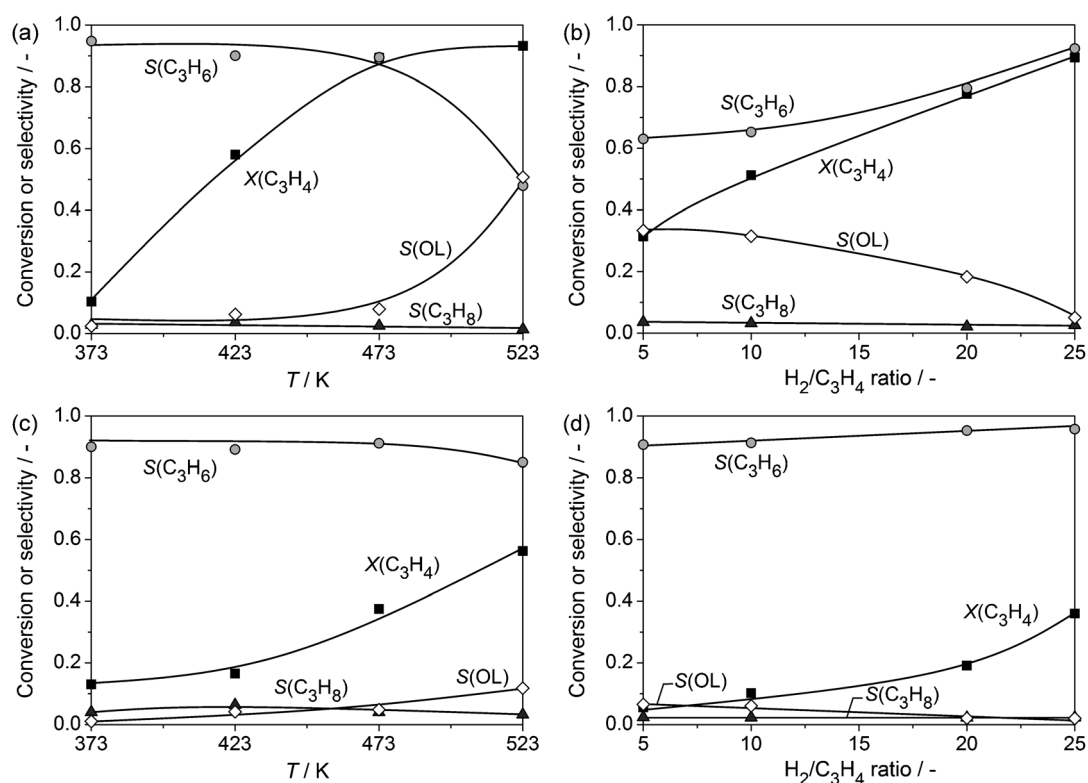 (a)
Conversion or selectivity / -
1.0
0.8
0.6
0.4
0.2
0.0
S(C3H6)
X(C3H4)
S(OL)
S(C3H8)
373 423 473 523
T / K
(b)
Conversion or selectivity / -
1.0
0.8
0.6
0.4
0.2
0.0
S(C3H6)
X(C3H4)
S(OL)
S(C3H8)
5 10 15 20 25
H2/C3H4 ratio / -
(c)
Conversion or selectivity / -
1.0
0.8
0.6
0.4
0.2
0.0
S(C3H6)
X(C3H4)
S(C3H8)
S(OL)
373 423 473 523
T / K
(d)
Conversion or selectivity / -
1.0
0.8
0.6
0.4
0.2
0.0
S(C3H6)
X(C3H4)
S(OL)
S(C3H8)
5 10 15 20 25
H2/C3H4 ratio / -